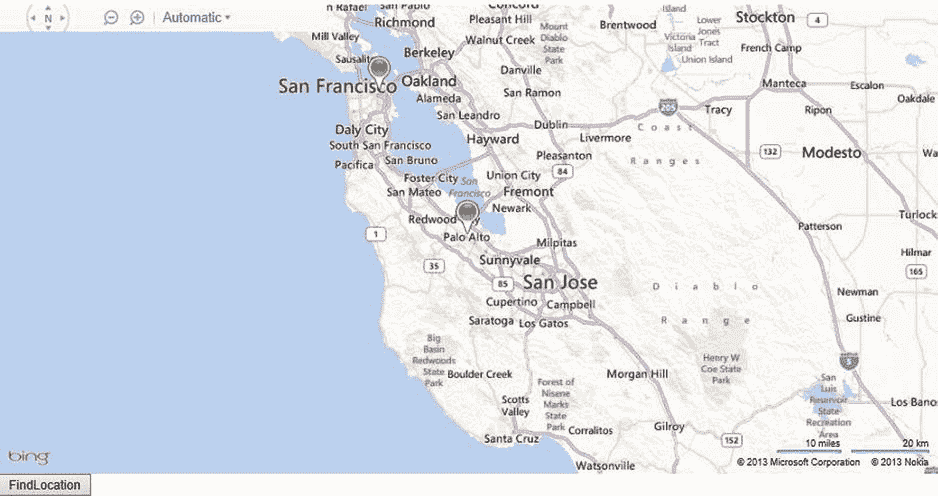 n Rafael
San Pablo
Concord
N
Automatic
Richmond
Pleasant Hill
Mount
Diablo
State
Park
Brentwood
Island
Lower
Jones
Tract
Stockton
4
Mill Valley
Berkeley
Walnut Creek
Victoria
Island
Union Island
French Camp
Sausalit
Danville
San Francisco
Oakland
Alameda
San Ramon
Manteca
Escalon
Oakdale
San Leandro
205
Tracy
Ripon
Daly City
Dublin
Coast
South San Francisco
Hayward
Livermore
Pacifica
San Bruno
Pleasanton
Ranges
132
Modesto
Wa
Foster City
San
Francisco
Union City
84
San Mateo
Fremont
Redwood
Newark
Turlock
1
Palo Alto
Milpitas
Patterson
35
Sunnyvale
Hilmar
165
85
San Jose
Diablo
Newman
Cupertino
Campbell
Saratoga
Los Gatos
Range
Gustine
Big
Basin
Redwoods
State
Park
Boulder Creek
Henry W
Coe State
Park
5
Morgan Hill
Forest of
Nisene
Marks
State
Park
San
Luis
Reservoir
State
Recreation
Area
Scotts
Valley
Los Banos
Corralitos
Gilroy
Santa Cruz
152
10 miles
20 km
Watsonville
bing
© 2013 Microsoft Corporation
© 2013 Nokia
FindLocation